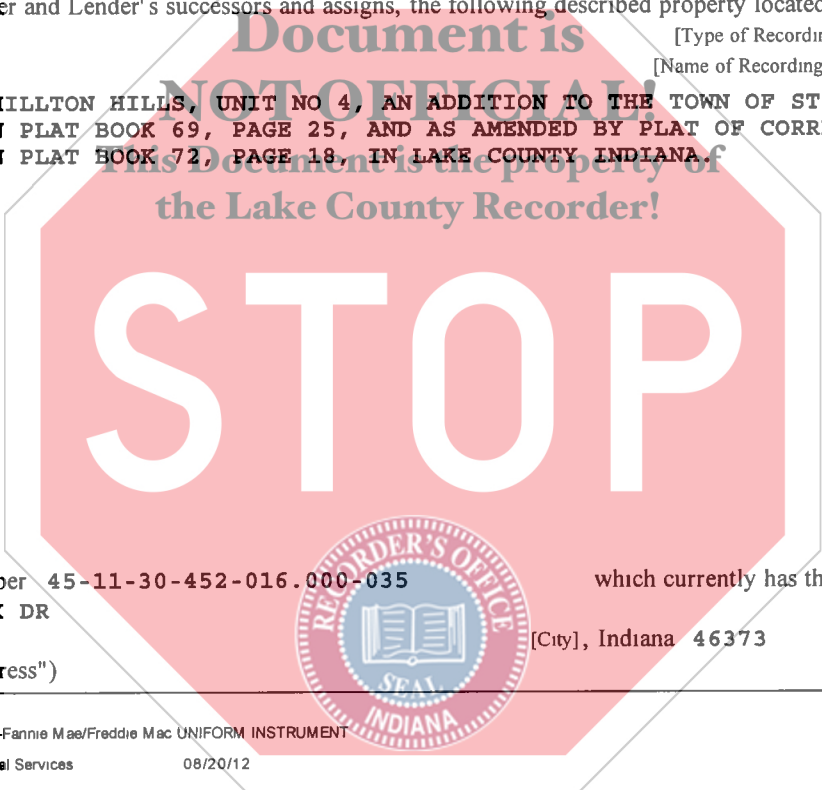 er and Lender's successors and assigns, the following described property located
Document is
[Type of Recordin
[Name of Recording
NOT OFFICIAL!
ILLTON HILLS, UNIT NO 4, AN ADDITION TO THE TOWN OF ST
PLAT BOOK 69, PAGE 25, AND AS AMENDED BY PLAT OF CORR
PLAT BOOK 72, PAGE 18, IN LAKE COUNTY INDIANA.
This Document is the property of
the Lake County Recorder!
STOP
RECORDER'S OFFICE
SEAL
INDIANA
ber 45-11-30-452-016.000-035 which currently has th
DR
[City], Indiana 46373
ress")
-Fannie Mae/Freddie Mac UNIFORM INSTRUMENT
al Services 08/20/12